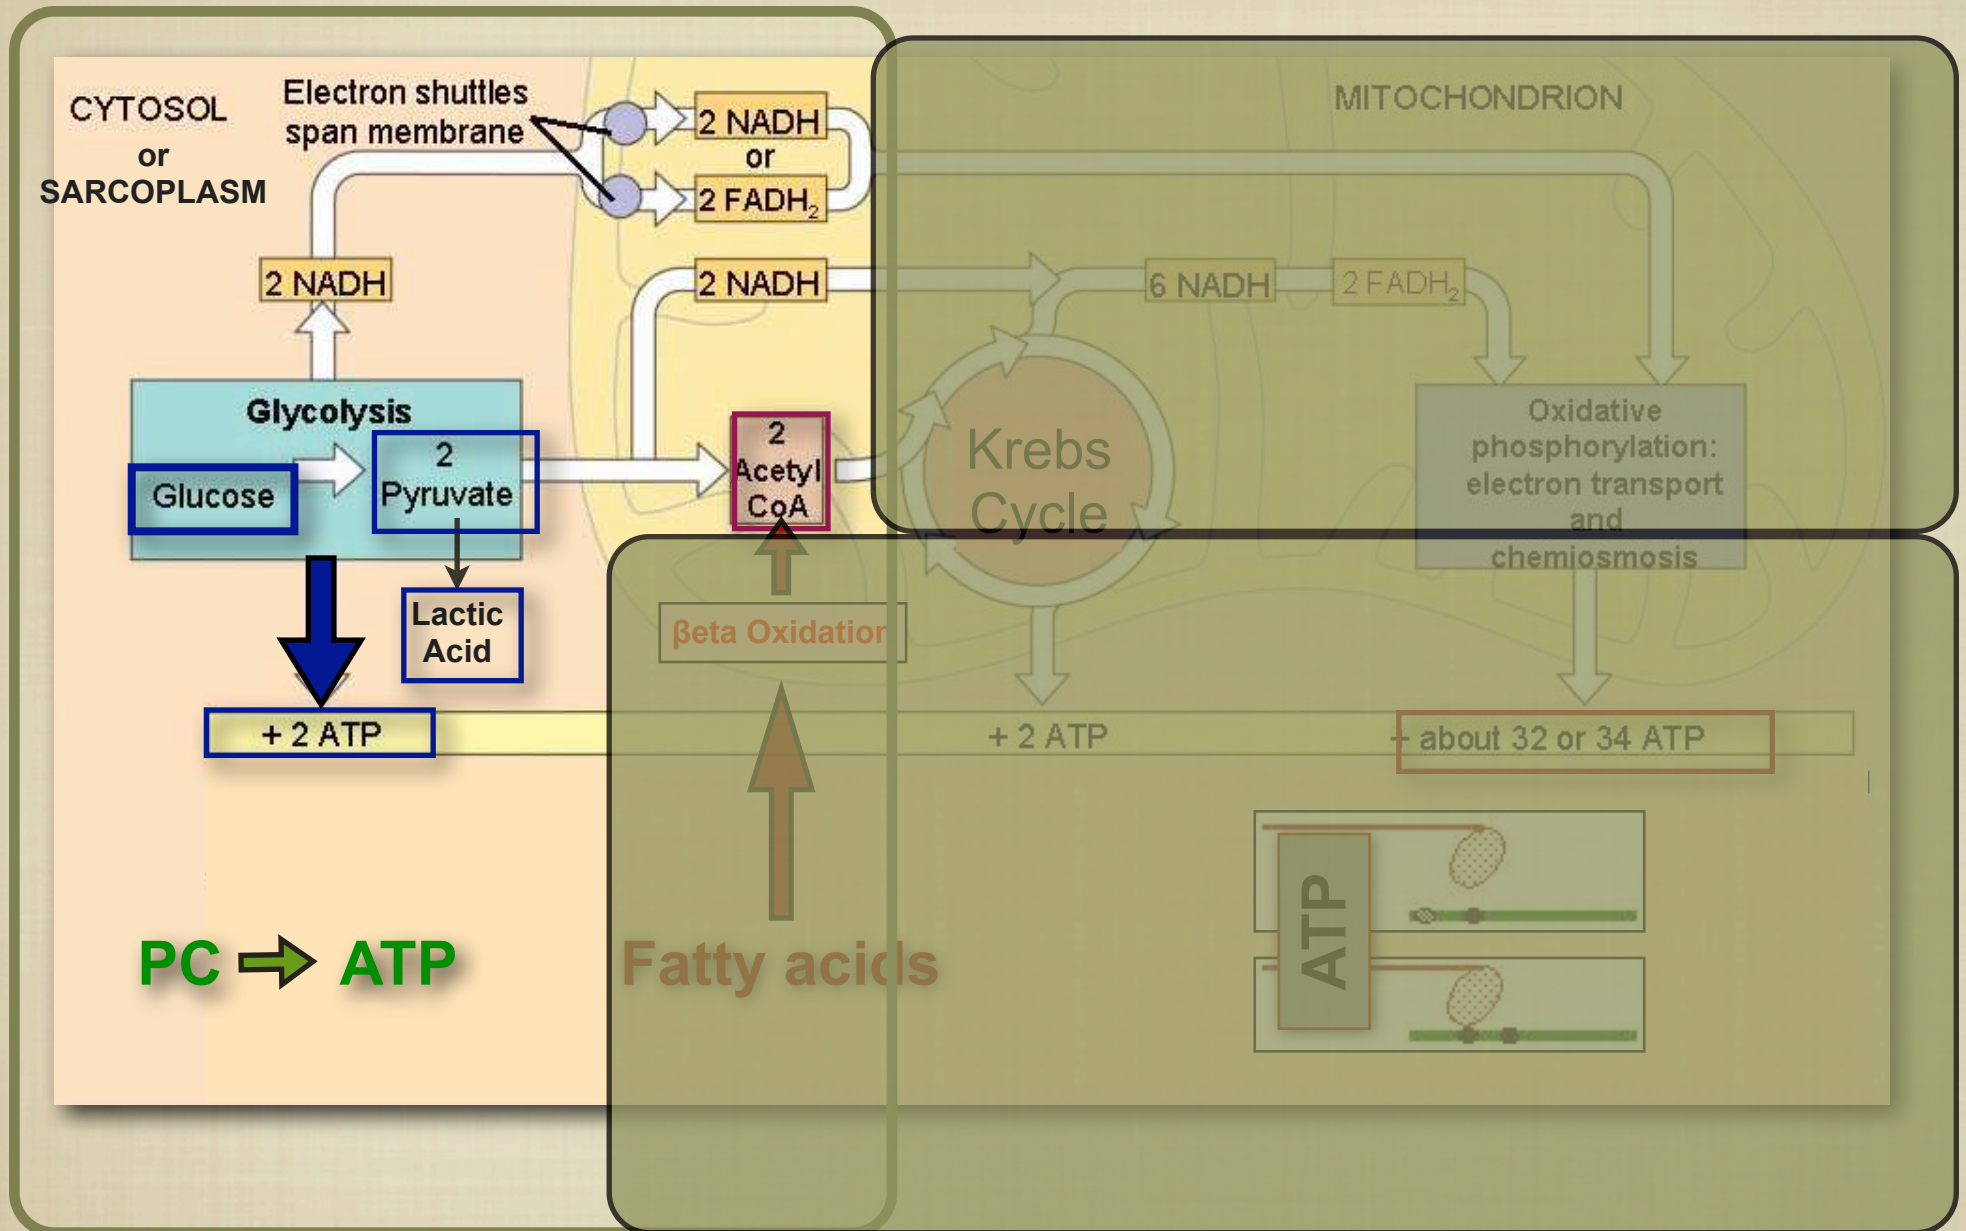 CYTOSOL
or
SARCOPLASM
Electron shuttles
span membrane
2 NADH
or
2 FADH₂
MITOCHONDRION
2 NADH
2 NADH
6 NADH
2 FADH₂
Glycolysis
Glucose
2
Pyruvate
2
Acetyl
CoA
Krebs
Cycle
Oxidative
phosphorylation:
electron transport
and
chemiosmosis
Lactic
Acid
βeta Oxidation
+ 2 ATP
+ 2 ATP
+ about 32 or 34 ATP
PC
ATP
Fatty acids
ATP